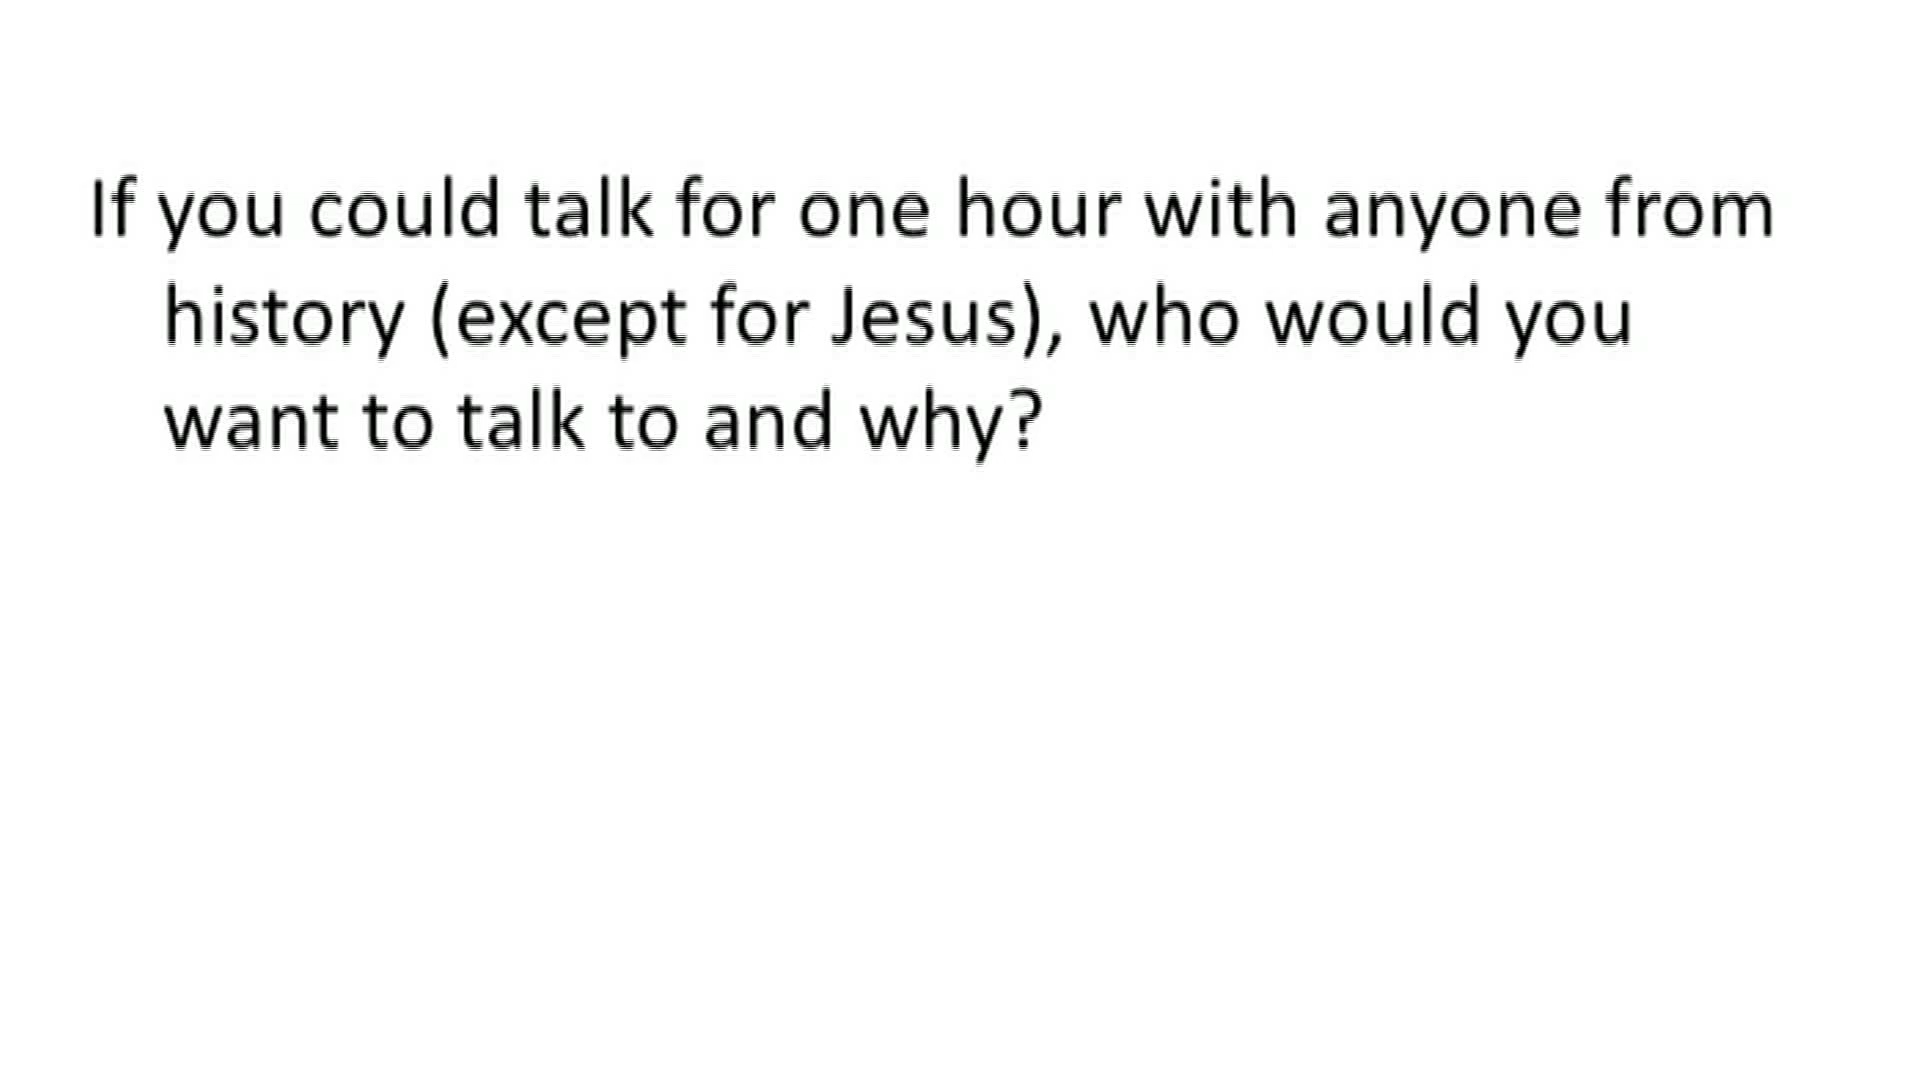 If you could talk for one hour with anyone from
history (except for Jesus), who would you
want to talk to and why?